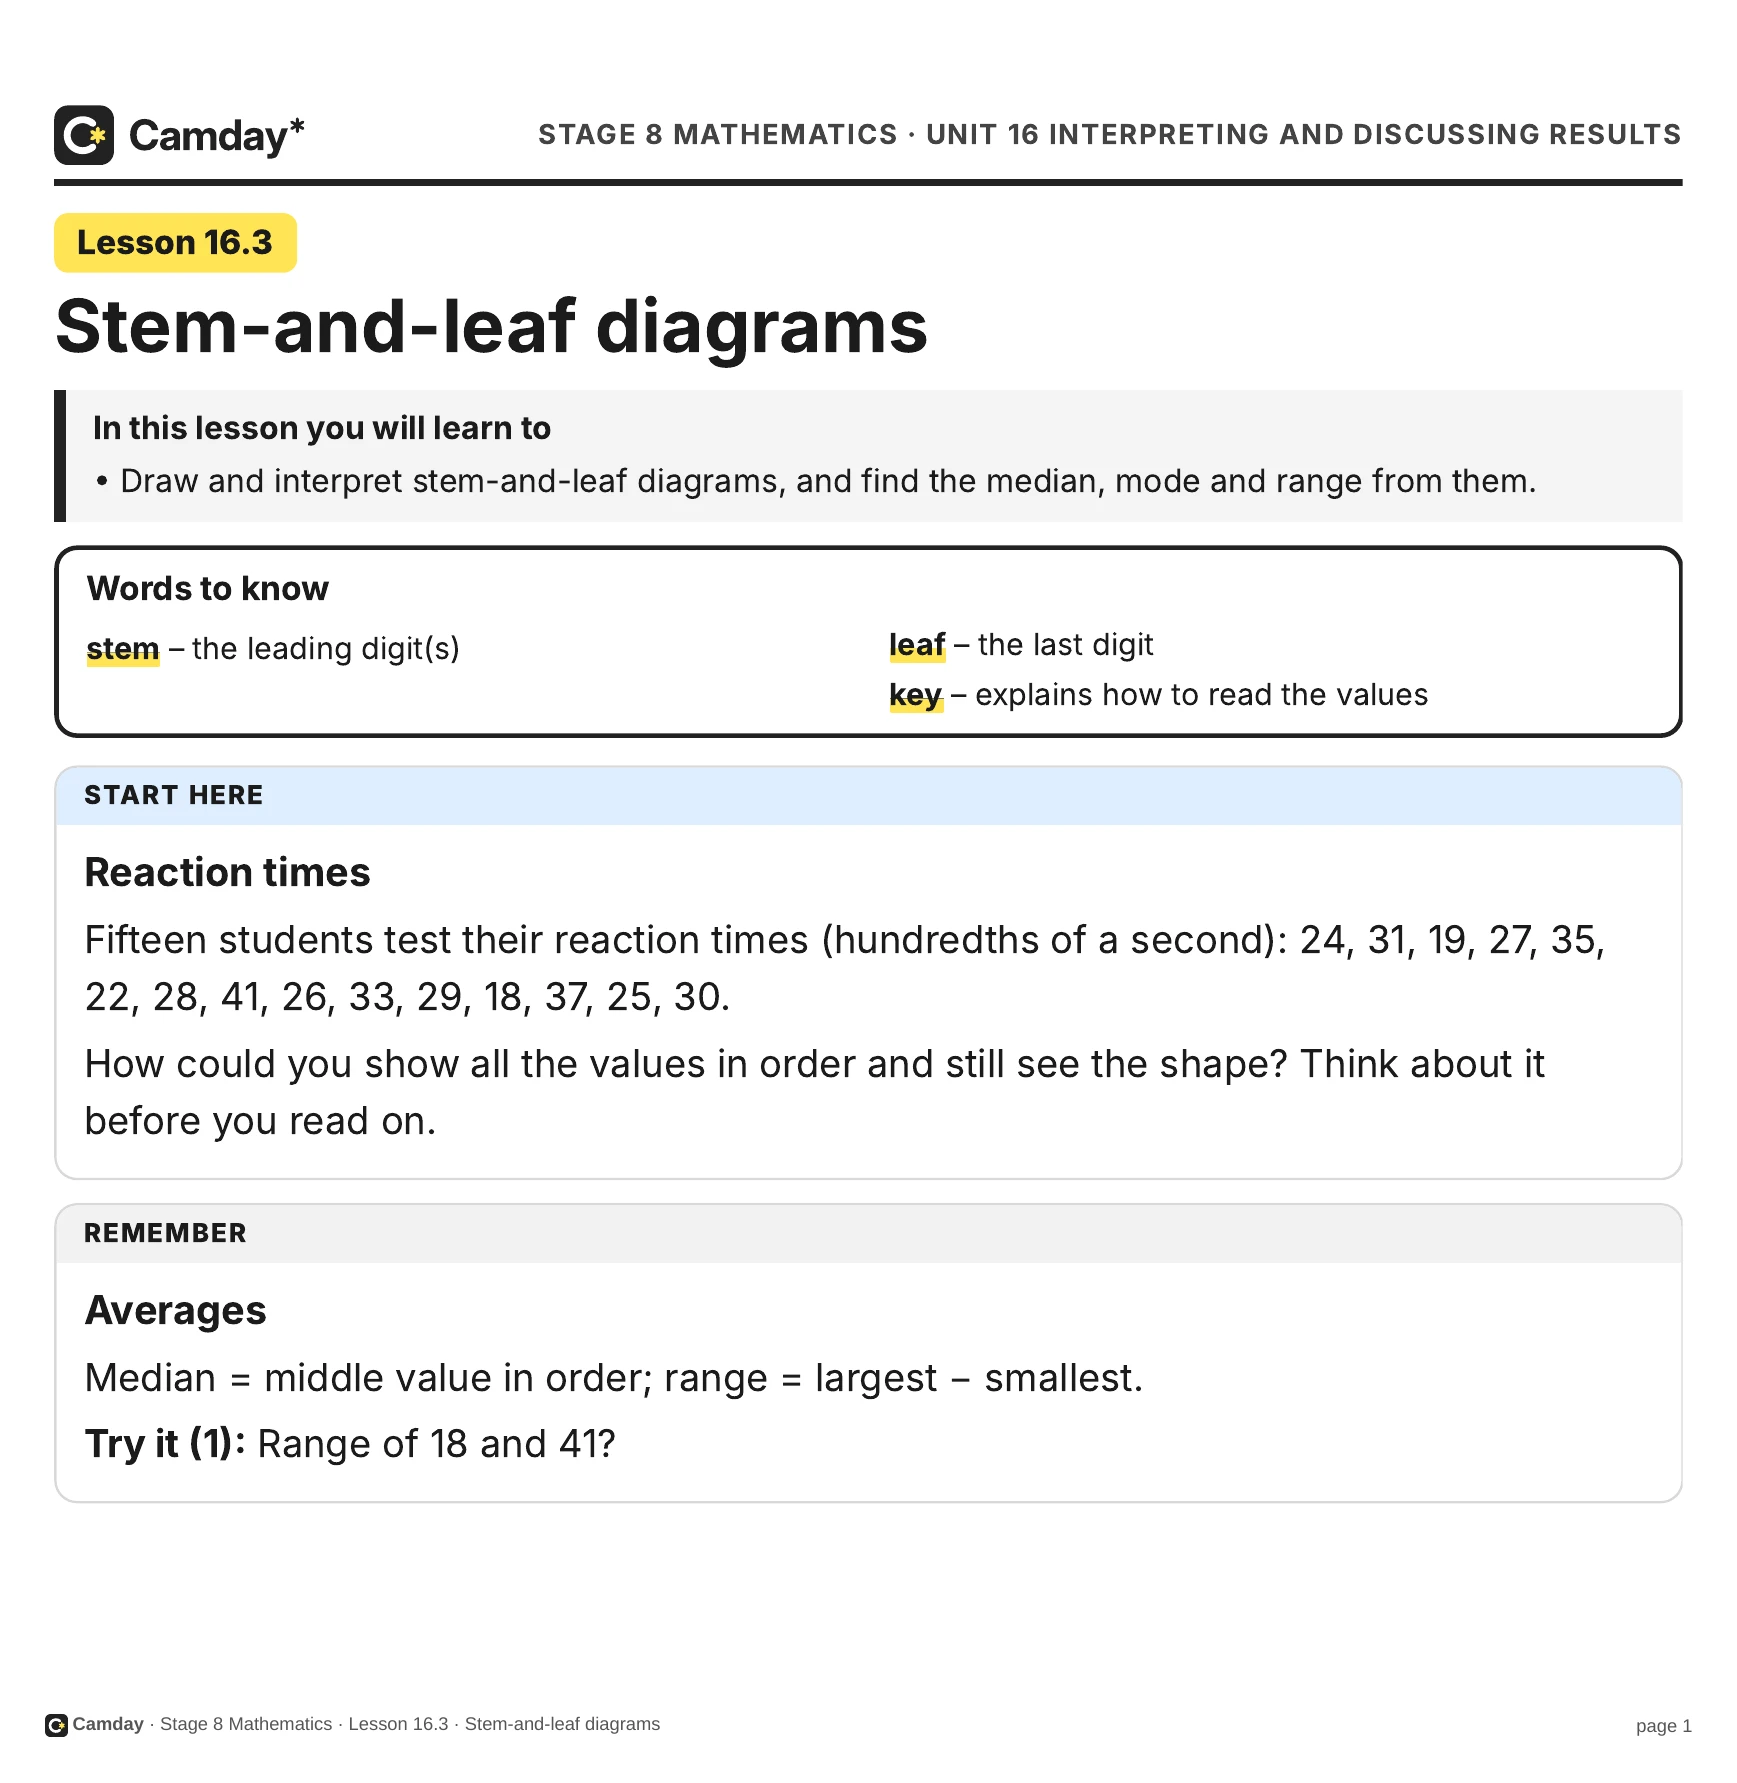 Camday*
STAGE 8 MATHEMATICS · UNIT 16 INTERPRETING AND DISCUSSING RESULTS
Lesson 16.3
Stem-and-leaf diagrams
In this lesson you will learn to
• Draw and interpret stem-and-leaf diagrams, and find the median, mode and range from them.
Words to know
stem – the leading digit(s)
leaf – the last digit
key – explains how to read the values
START HERE
Reaction times
Fifteen students test their reaction times (hundredths of a second): 24, 31, 19, 27, 35,
22, 28, 41, 26, 33, 29, 18, 37, 25, 30.
How could you show all the values in order and still see the shape? Think about it
before you read on.
REMEMBER
Averages
Median = middle value in order; range = largest − smallest.
Try it (1): Range of 18 and 41?
Camday · Stage 8 Mathematics · Lesson 16.3 · Stem-and-leaf diagrams
page 1